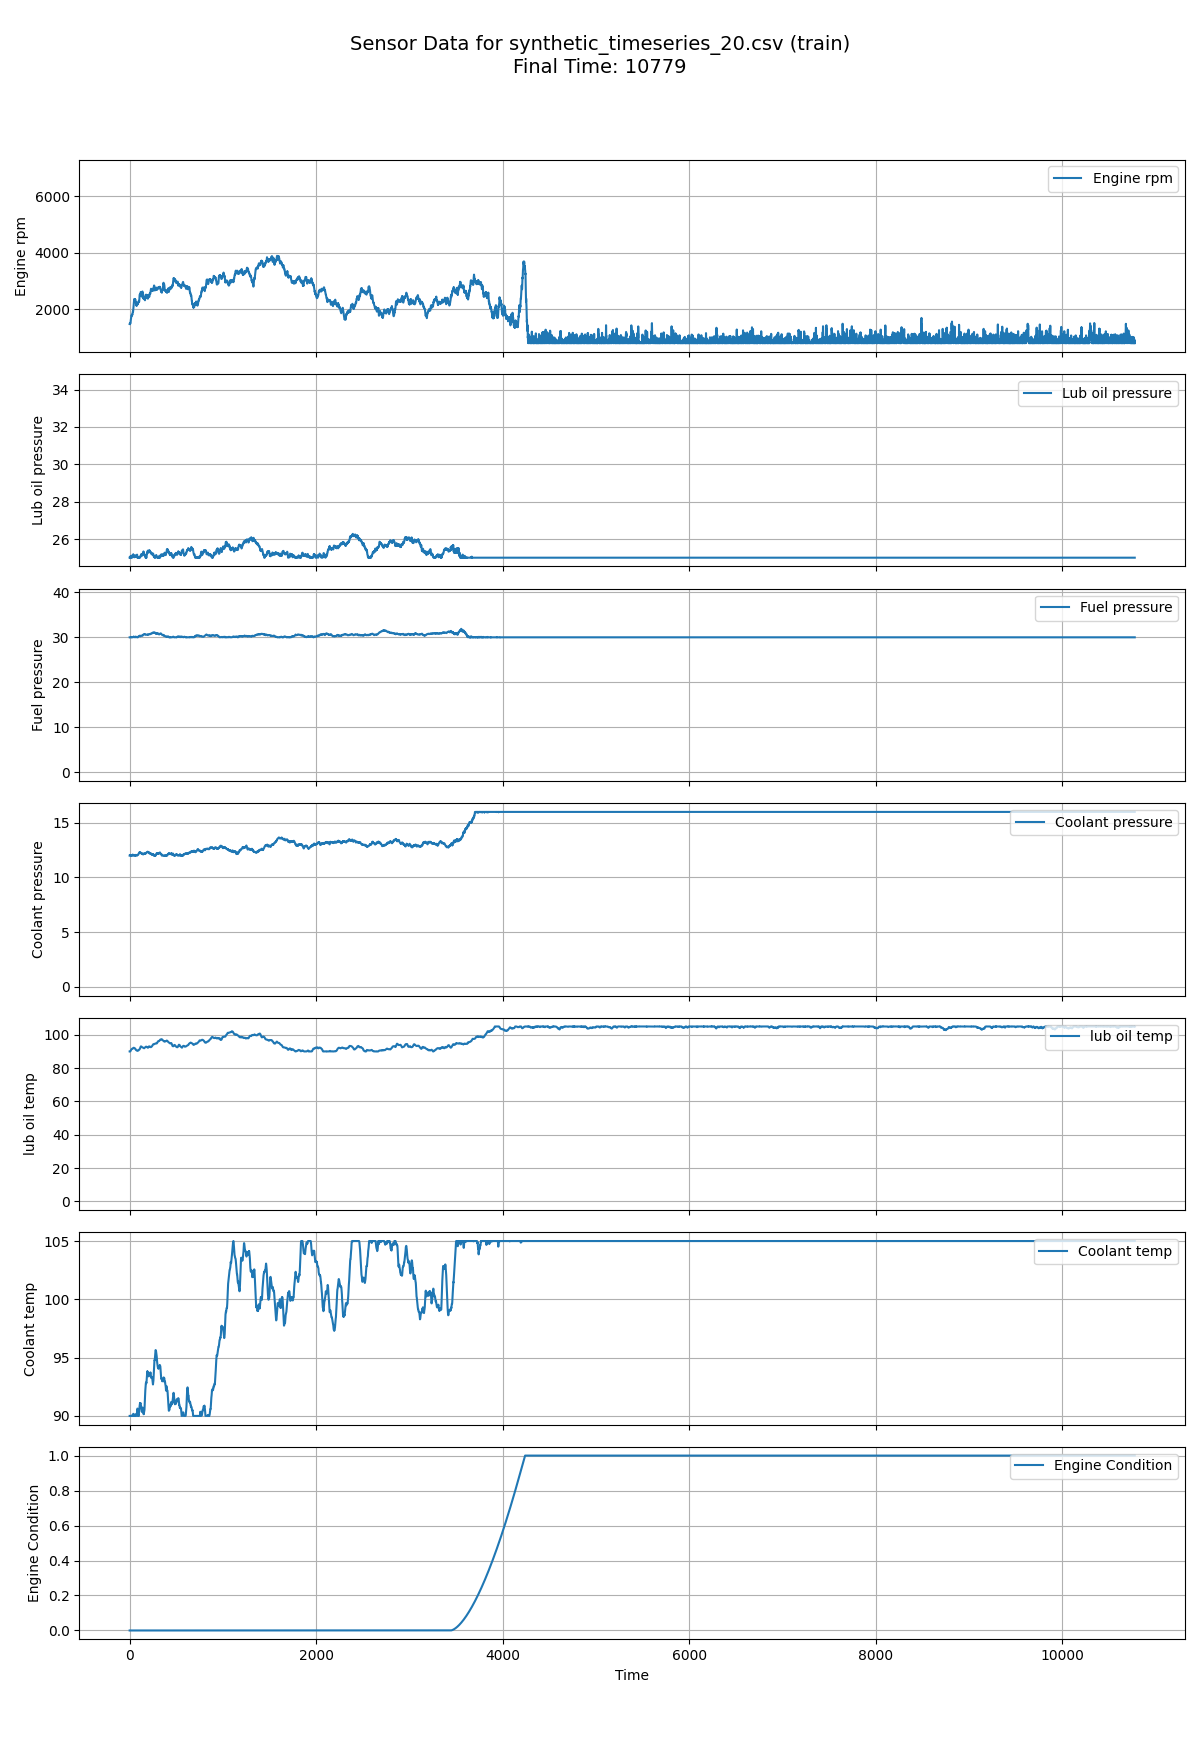 Sensor Data for synthetic_timeseries_20.csv (train)
Final Time: 10779
Engine rpm
6000
4000
2000
Engine rpm
Lub oil pressure
34
32
30
28
26
Lub oil pressure
Fuel pressure
40
30
20
10
0
Fuel pressure
Coolant pressure
15
10
5
0
Coolant pressure
lub oil temp
100
80
60
40
20
0
lub oil temp
Coolant temp
105
100
95
90
Coolant temp
Engine Condition
1.0
0.8
0.6
0.4
0.2
0.0
Engine Condition
0 2000 4000 6000 8000 10000
Time